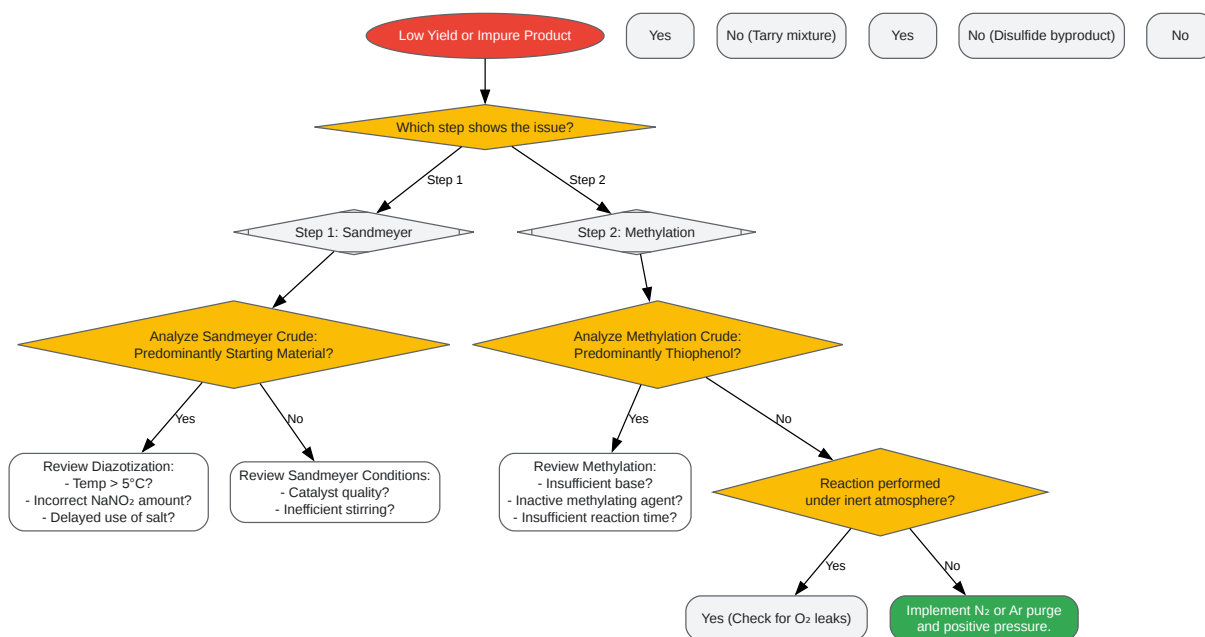 Low Yield or Impure Product
Yes
No (Tarry mixture)
Yes
No (Disulfide byproduct)
No
Which step shows the issue?
Step 1
Step 2
Step 1: Sandmeyer
Step 2: Methylation
Analyze Sandmeyer Crude:
Predominantly Starting Material?
Analyze Methylation Crude:
Predominantly Thiophenol?
Yes
No
Yes
No
Review Diazotization:
- Temp > 5°C?
- Incorrect NaNO₂ amount?
- Delayed use of salt?
Review Sandmeyer Conditions:
- Catalyst quality?
- Inefficient stirring?
Review Methylation:
- Insufficient base?
- Inactive methylating agent?
- Insufficient reaction time?
Reaction performed
under inert atmosphere?
Yes
No
Yes (Check for O₂ leaks)
Implement N₂ or Ar purge
and positive pressure.